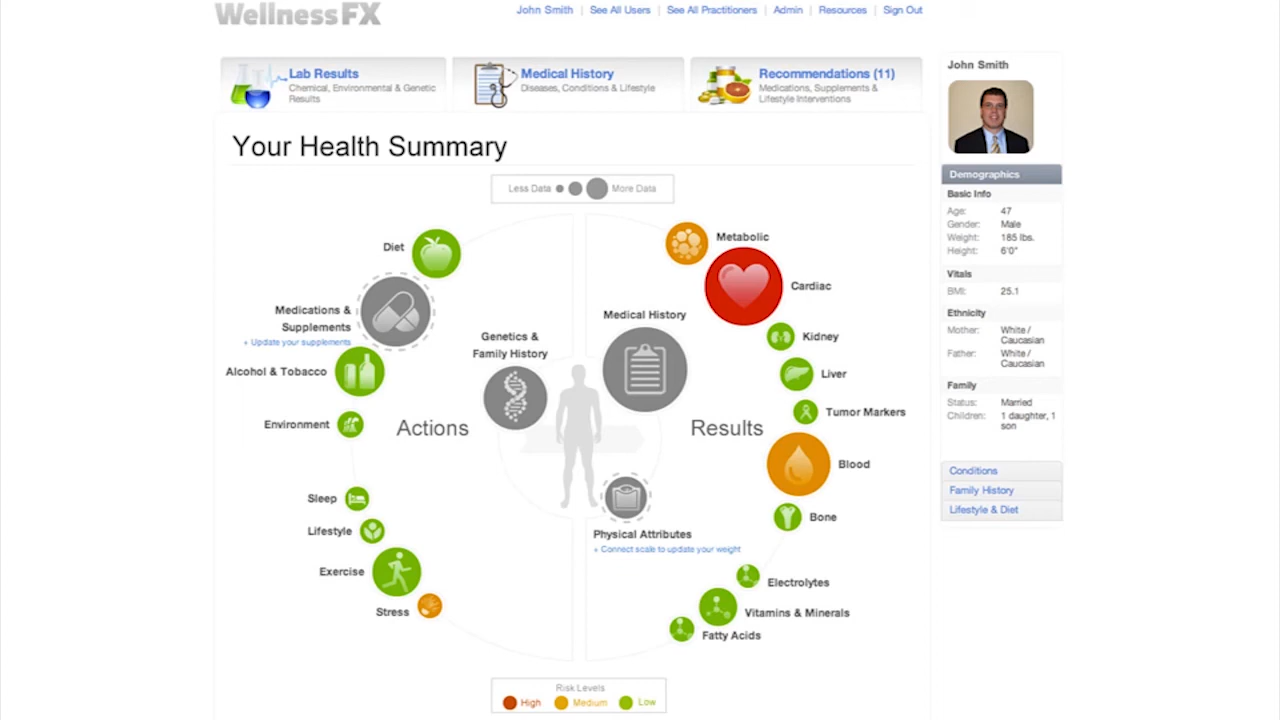 WellnessFX
John Smith | See All Users | See All Practitioners | Admin | Resources | Sign Out
Lab Results
Chemical, Environmental & Genetic
Results
Medical History
Diseases, Conditions & Lifestyle
Recommendations (11)
Medications, Supplements &
Lifestyle Interventions
Your Health Summary
Less Data
More Data
Diet
Medications &
Supplements
+ Update your supplements
Alcohol & Tobacco
Environment
Sleep
Lifestyle
Exercise
Stress
Actions
Genetics &
Family History
Medical History
Results
Physical Attributes
+ Connect scale to update your weight
Metabolic
Cardiac
Kidney
Liver
Tumor Markers
Blood
Bone
Electrolytes
Vitamins & Minerals
Fatty Acids
Risk Levels
High
Medium
Low
John Smith
Demographics
Basic Info
Age: 47
Gender: Male
Weight: 185 lbs.
Height: 6'0"
Vitals
BMI: 25.1
Ethnicity
Mother: White /
Caucasian
Father: White /
Caucasian
Family
Status: Married
Children: 1 daughter, 1
son
Conditions
Family History
Lifestyle & Diet